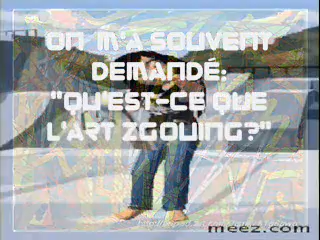 ON M'A SOUVENT
DEMANDÉ:
"QU'EST-CE QUE
L'ART ZGOUING?"
meez.com